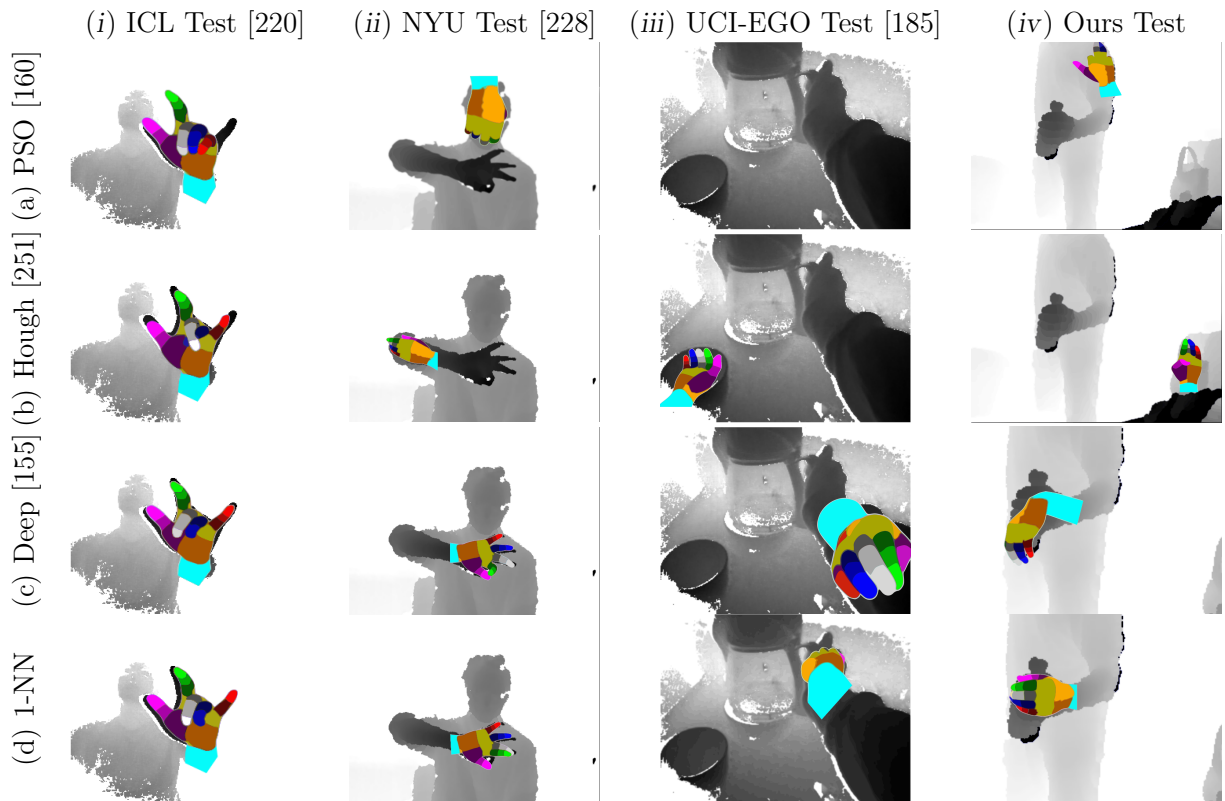 (i) ICL Test [220] (ii) NYU Test [228] (iii) UCI-EGO Test [185] (iv) Ours Test
(a) PSO [160]
(b) Hough [251]
(c) Deep [155]
(d) 1-NN